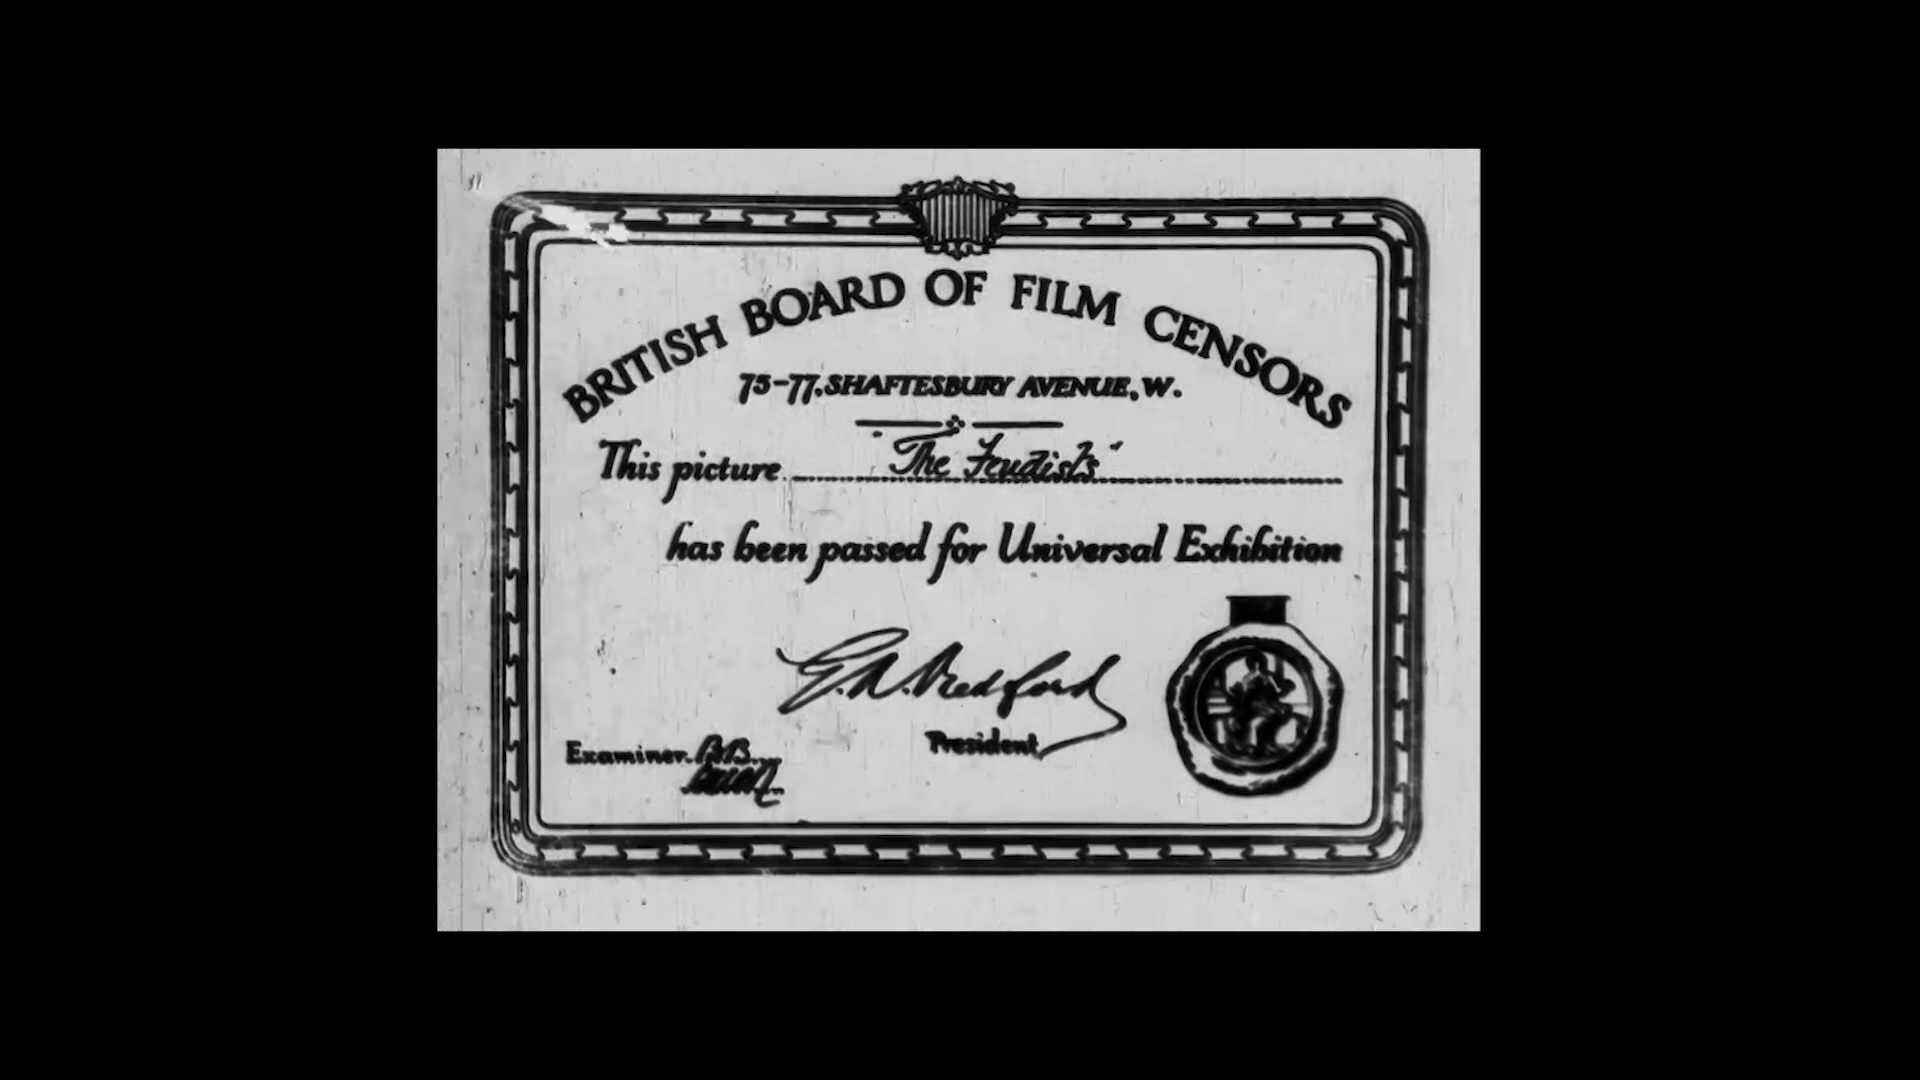 BRITISH BOARD OF FILM CENSORS
75-77, SHAFTESBURY AVENUE, W.
This picture "The Feudists"
has been passed for Universal Exhibition
G.A. Redford
President
Examiner.